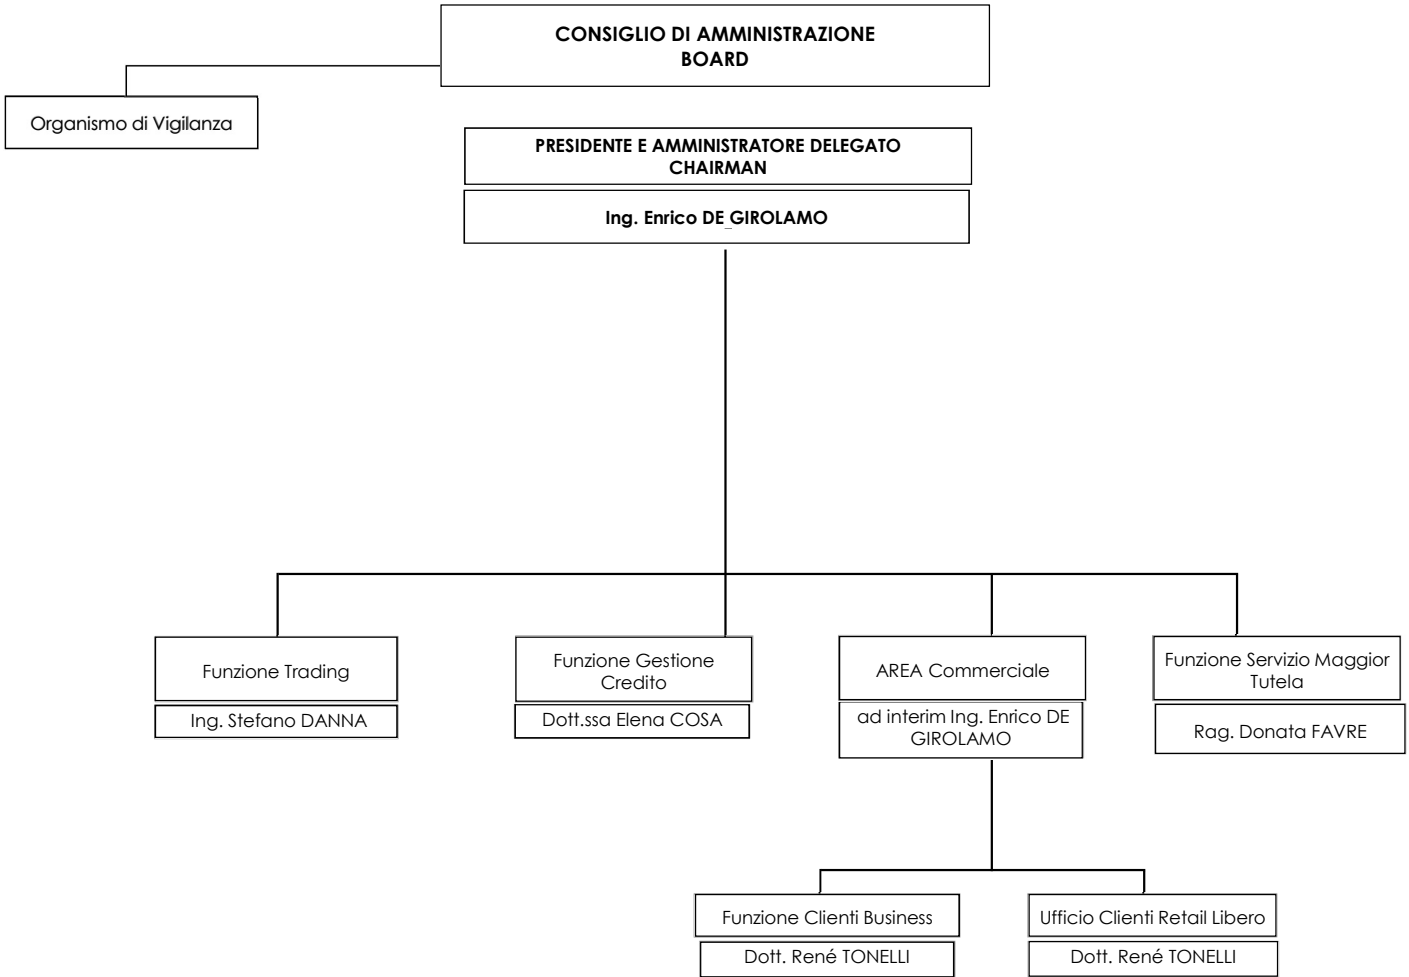 CONSIGLIO DI AMMINISTRAZIONE
BOARD
Organismo di Vigilanza
PRESIDENTE E AMMINISTRATORE DELEGATO
CHAIRMAN
Ing. Enrico DE GIROLAMO
Funzione Trading
Ing. Stefano DANNA
Funzione Gestione
Credito
Dott.ssa Elena COSA
AREA Commerciale
ad interim Ing. Enrico DE
GIROLAMO
Funzione Servizio Maggior
Tutela
Rag. Donata FAVRE
Funzione Clienti Business
Dott. René TONELLI
Ufficio Clienti Retail Libero
Dott. René TONELLI